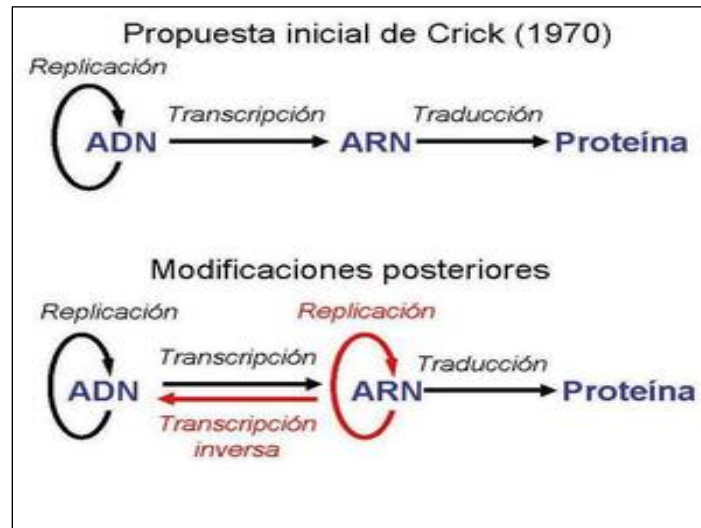 Propuesta inicial de Crick (1970)
Replicación
Transcripción
Traducción
ADN
ARN
Proteína
Modificaciones posteriores
Replicación
Replicación
Transcripción
Traducción
ADN
ARN
Proteína
Transcripción
inversa